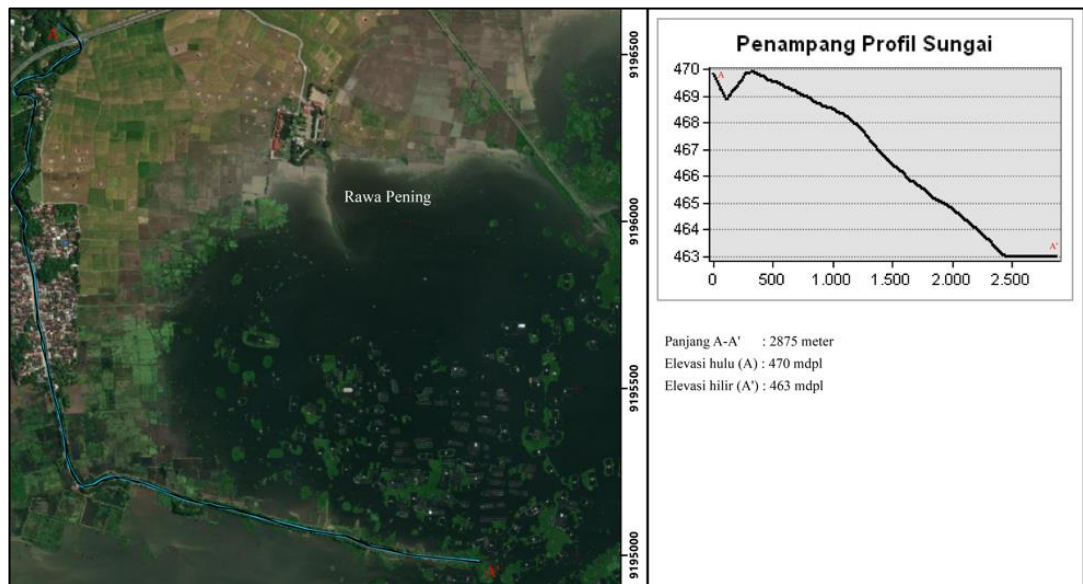 A
Rawa Pening
A'
9196500
9196000
9195500
9195000
Penampang Profil Sungai
470
469
468
467
466
465
464
463
A
A'
0
500
1.000
1.500
2.000
2.500
Panjang A-A' : 2875 meter
Elevasi hulu (A) : 470 mdpl
Elevasi hilir (A') : 463 mdpl